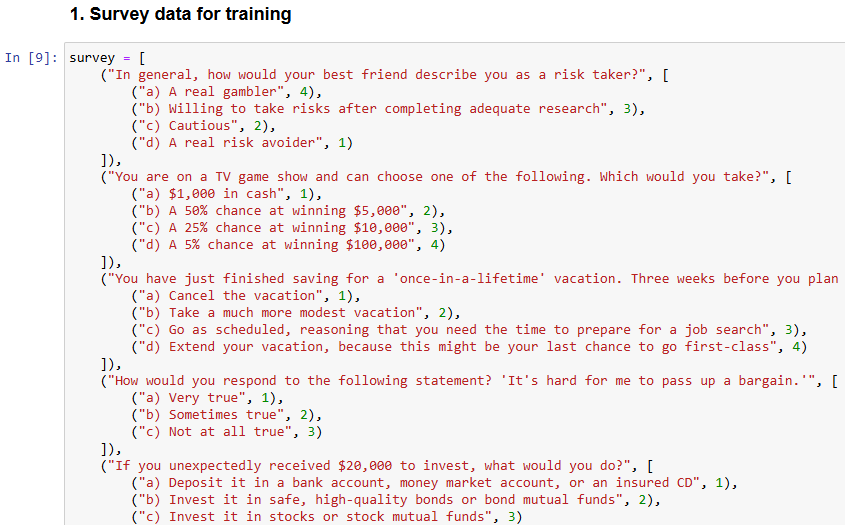 1. Survey data for training
In [9]: survey = [
("In general, how would your best friend describe you as a risk taker?", [
("a) A real gambler", 4),
("b) Willing to take risks after completing adequate research", 3),
("c) Cautious", 2),
("d) A real risk avoider", 1)
]),
("You are on a TV game show and can choose one of the following. Which would you take?", [
("a) $1,000 in cash", 1),
("b) A 50% chance at winning $5,000", 2),
("c) A 25% chance at winning $10,000", 3),
("d) A 5% chance at winning $100,000", 4)
]),
("You have just finished saving for a 'once-in-a-lifetime' vacation. Three weeks before you plan
("a) Cancel the vacation", 1),
("b) Take a much more modest vacation", 2),
("c) Go as scheduled, reasoning that you need the time to prepare for a job search", 3),
("d) Extend your vacation, because this might be your last chance to go first-class", 4)
]),
("How would you respond to the following statement? 'It's hard for me to pass up a bargain.'", [
("a) Very true", 1),
("b) Sometimes true", 2),
("c) Not at all true", 3)
]),
("If you unexpectedly received $20,000 to invest, what would you do?", [
("a) Deposit it in a bank account, money market account, or an insured CD", 1),
("b) Invest it in safe, high-quality bonds or bond mutual funds", 2),
("c) Invest it in stocks or stock mutual funds", 3)